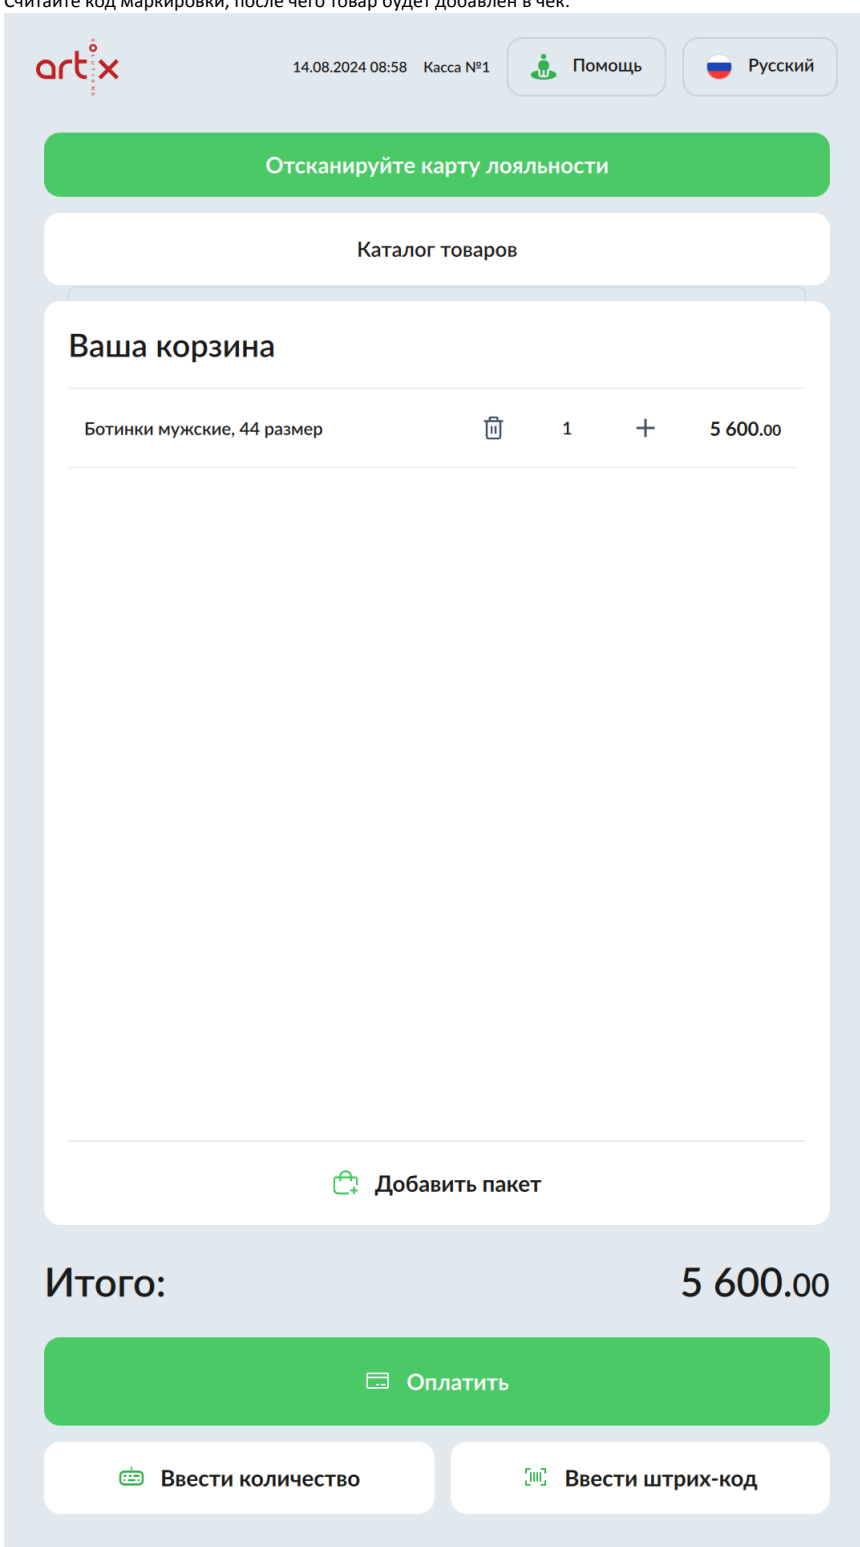 Считайте код маркировки, после чего товар будет добавлен в чек.
artix
SOLUTIONS
14.08.2024 08:58 Касса №1 Помощь Русский
Отсканируйте карту лояльности
Каталог товаров
Ваша корзина
Ботинки мужские, 44 размер 1 + 5 600.00
Добавить пакет
Итого: 5 600.00
Оплатить
Ввести количество Ввести штрих-код